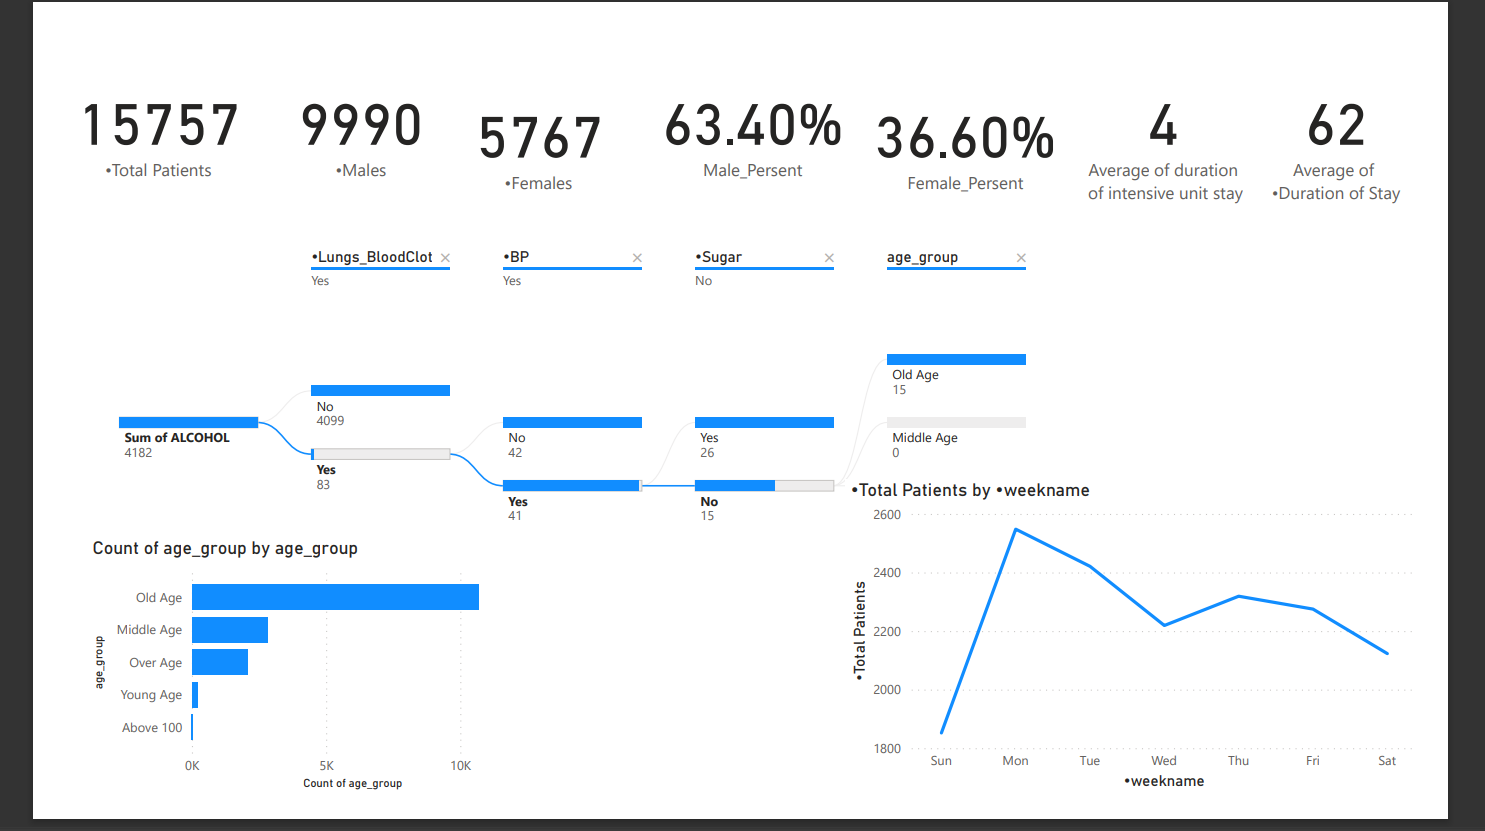 15757
•Total Patients
9990
•Males
5767
•Females
63.40%
Male_Persent
36.60%
Female_Persent
4
Average of duration
of intensive unit stay
62
Average of
•Duration of Stay
•Lungs_BloodClot
Yes
•BP
Yes
•Sugar
No
age_group
Sum of ALCOHOL
4182
No
4099
Yes
83
No
42
Yes
41
Yes
26
No
15
Old Age
15
Middle Age
0
Count of age_group by age_group
age_group
Old Age
Middle Age
Over Age
Young Age
Above 100
0K 5K 10K
Count of age_group
•Total Patients by •weekname
•Total Patients
2600
2400
2200
2000
1800
Sun Mon Tue Wed Thu Fri Sat
•weekname